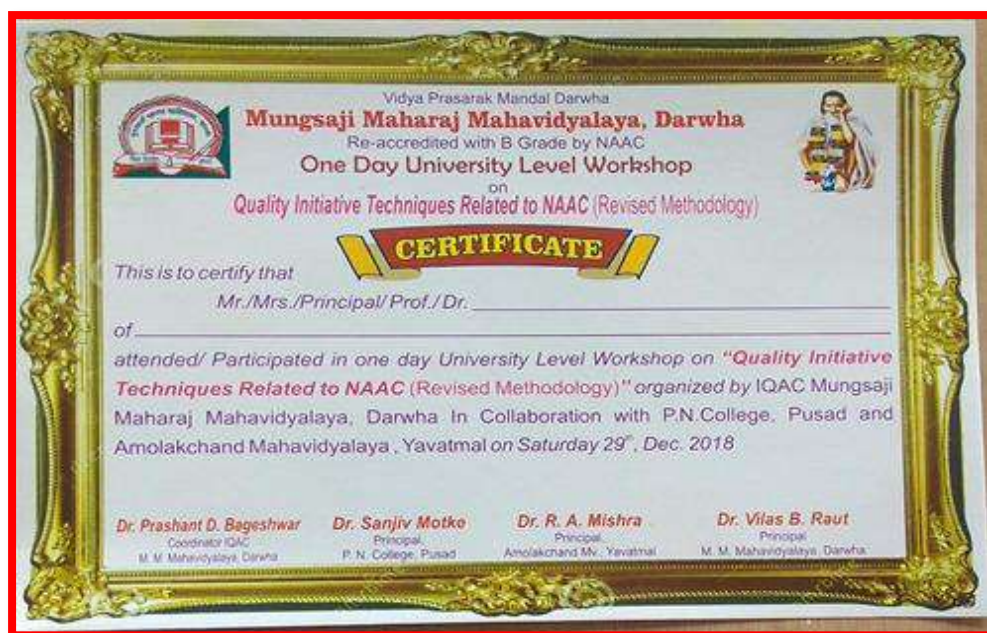 Vidya Prasarak Mandal Darwha
Mungsaji Maharaj Mahavidyalaya, Darwha
Re-accredited with B Grade by NAAC
One Day University Level Workshop
on
Quality Initiative Techniques Related to NAAC (Revised Methodology)
CERTIFICATE
This is to certify that
Mr./Mrs./Principal/ Prof./ Dr.
of
attended/ Participated in one day University Level Workshop on "Quality Initiative
Techniques Related to NAAC (Revised Methodology)" organized by IQAC Mungsaji
Maharaj Mahavidyalaya, Darwha In Collaboration with P.N.College, Pusad and
Amolakchand Mahavidyalaya , Yavatmal on Saturday 29th, Dec. 2018
Dr. Prashant D. Bageshwar Dr. Sanjiv Motke Dr. R. A. Mishra Dr. Vilas B. Raut
Coordinator IQAC Principal, Principal, Principal
M. M. Mahavidyalaya, Darwha P. N. College, Pusad Amolakchand Mv., Yavatmal M. M. Mahavidyalaya, Darwha